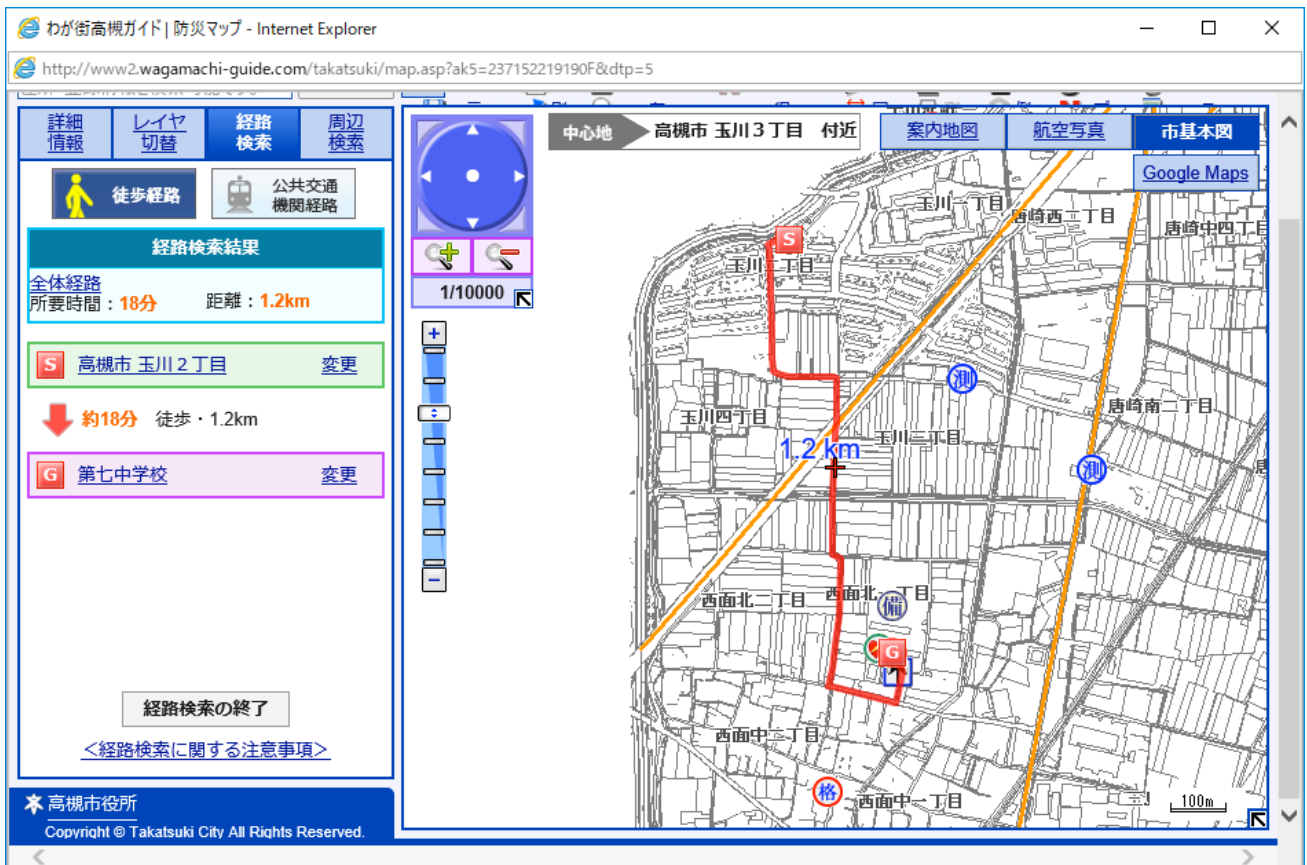 わが街高槻ガイド | 防災マップ - Internet Explorer
http://www2.wagamachi-guide.com/takatsuki/map.asp?ak5=237152219190F&dtp=5
詳細
情報
レイヤ
切替
経路
検索
周辺
検索
徒歩経路
公共交通
機関経路
経路検索結果
全体経路
所要時間：18分 距離：1.2km
S 高槻市 玉川２丁目 変更
約18分 徒歩・1.2km
G 第七中学校 変更
経路検索の終了
＜経路検索に関する注意事項＞
高槻市役所
Copyright © Takatsuki City All Rights Reserved.
中心地 高槻市 玉川３丁目 付近
案内地図
航空写真
市基本図
Google Maps
1/10000
+
-
玉川一丁目
唐崎西二丁目
唐崎中四丁目
S
玉川二丁目
測
唐崎南二丁目
玉川四丁目
玉川三丁目
1.2 km
測
西面北二丁目
西面北一丁目
備
G
西面中二丁目
格
西面中一丁目
100m